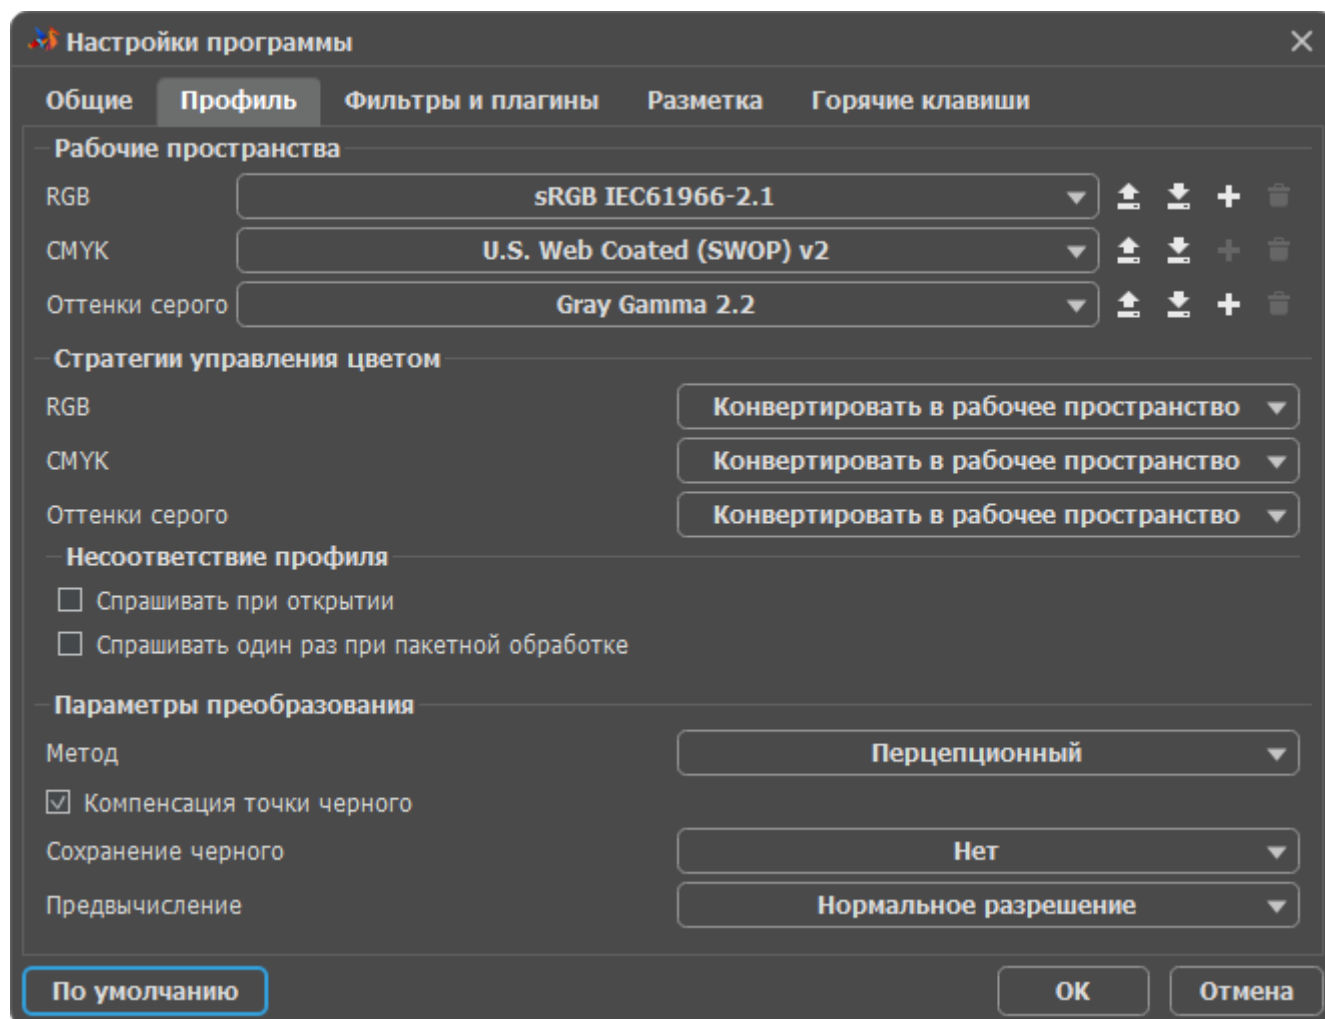 Настройки программы
Общие Профиль Фильтры и плагины Разметка Горячие клавиши
Рабочие пространства
RGB sRGB IEC61966-2.1
CMYK U.S. Web Coated (SWOP) v2
Оттенки серого Gray Gamma 2.2
Стратегии управления цветом
RGB Конвертировать в рабочее пространство
CMYK Конвертировать в рабочее пространство
Оттенки серого Конвертировать в рабочее пространство
Несоответствие профиля
Спрашивать при открытии
Спрашивать один раз при пакетной обработке
Параметры преобразования
Метод Перцепционный
Компенсация точки черного
Сохранение черного Нет
Предвычисление Нормальное разрешение
По умолчанию OK Отмена